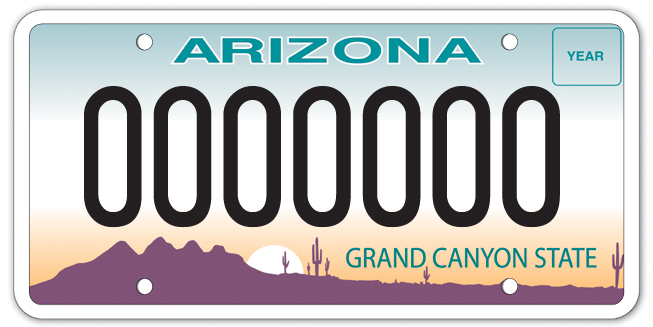 ARIZONA
YEAR
0000000
GRAND CANYON STATE